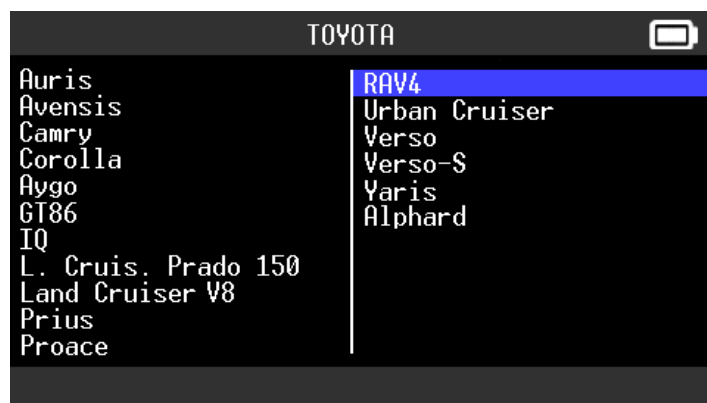 TOYOTA
Auris
Avensis
Camry
Corolla
Aygo
GT86
IQ
L. Cruis. Prado 150
Land Cruiser V8
Prius
Proace
RAV4
Urban Cruiser
Verso
Verso-S
Yaris
Alphard